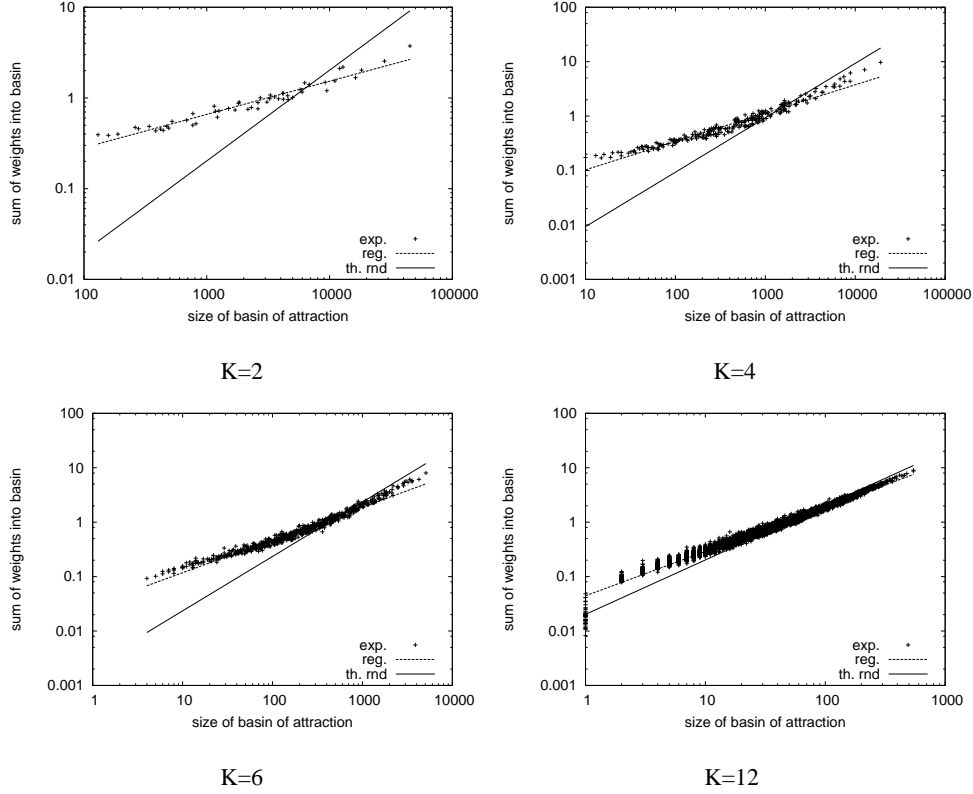 10
1
0.1
0.01
100 1000 10000 100000
sum of weights into basin
size of basin of attraction
exp.
reg.
th. rnd
K=2
100
10
1
0.1
0.01
0.001
10 100 1000 10000 100000
sum of weights into basin
size of basin of attraction
exp.
reg.
th. rnd
K=4
100
10
1
0.1
0.01
0.001
1 10 100 1000 10000
sum of weights into basin
size of basin of attraction
exp.
reg.
th. rnd
K=6
100
10
1
0.1
0.01
0.001
1 10 100 1000
sum of weights into basin
size of basin of attraction
exp.
reg.
th. rnd
K=12